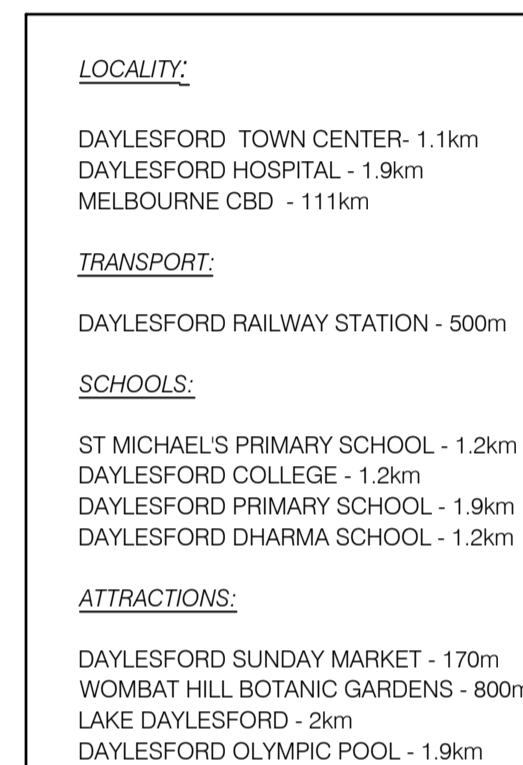 LOCALITY:
DAYLESFORD TOWN CENTER- 1.1km
DAYLESFORD HOSPITAL - 1.9km
MELBOURNE CBD - 111km
TRANSPORT:
DAYLESFORD RAILWAY STATION - 500m
SCHOOLS:
ST MICHAEL'S PRIMARY SCHOOL - 1.2km
DAYLESFORD COLLEGE - 1.2km
DAYLESFORD PRIMARY SCHOOL - 1.9km
DAYLESFORD DHARMA SCHOOL - 1.2km
ATTRACTIONS:
DAYLESFORD SUNDAY MARKET - 170m
WOMBAT HILL BOTANIC GARDENS - 800m
LAKE DAYLESFORD - 2km
DAYLESFORD OLYMPIC POOL - 1.9km